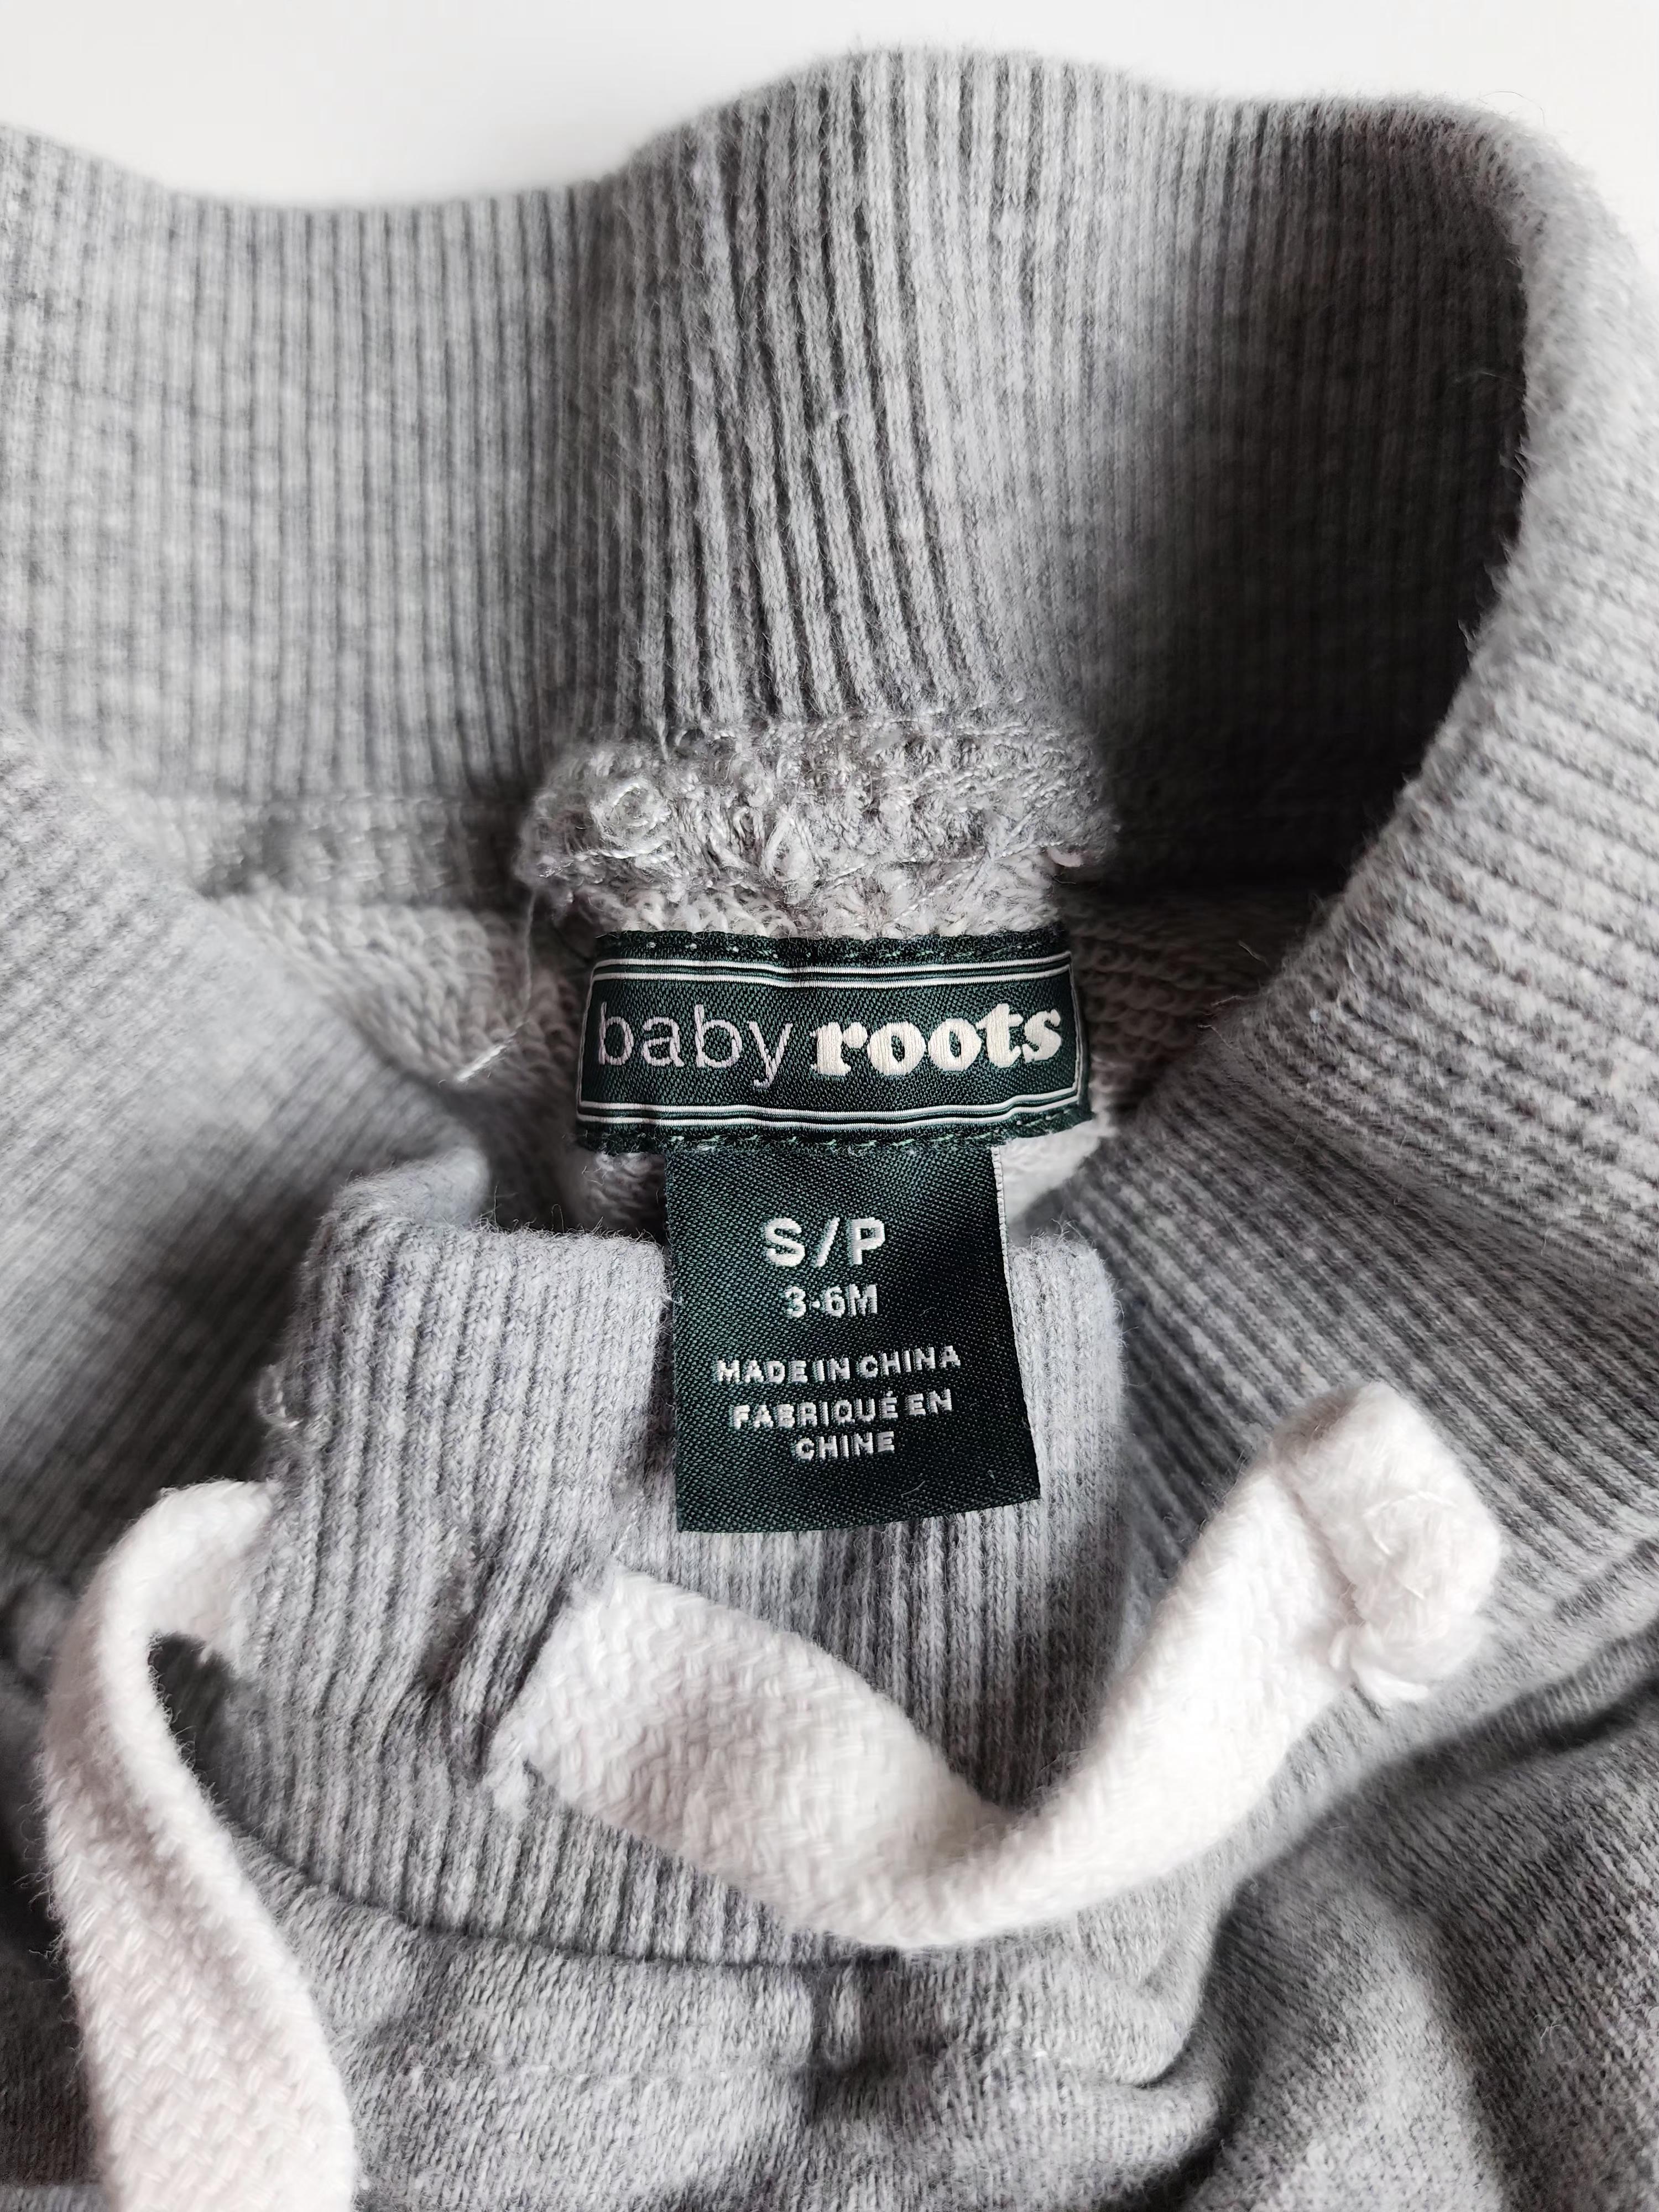 baby roots
S/P
3-6M
MADE IN CHINA
FABRIQUÉ EN
CHINE